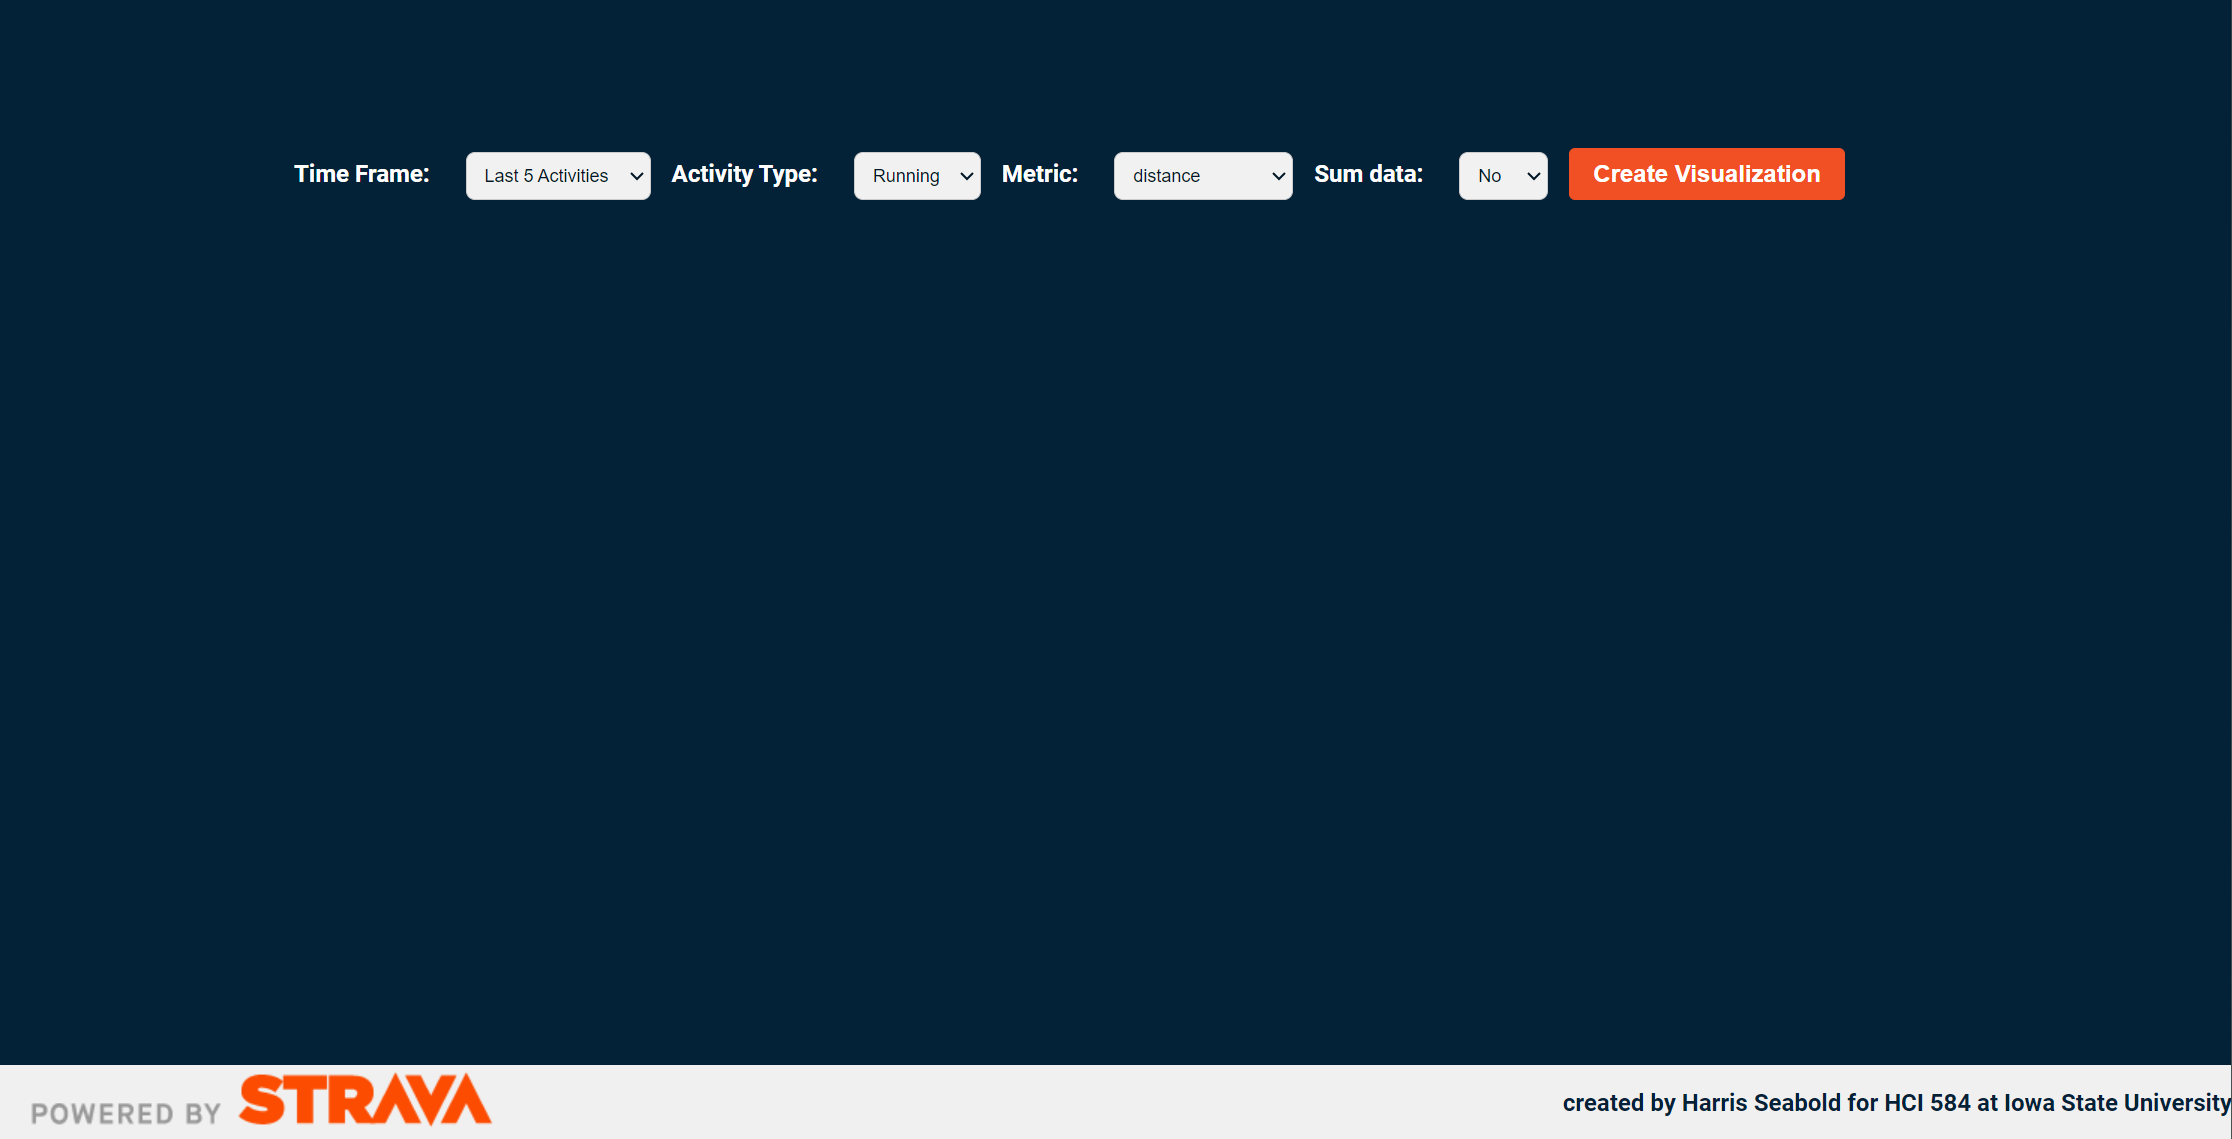 Time Frame: Last 5 Activities Activity Type: Running Metric: distance Sum data: No Create Visualization
POWERED BY STRAVA
created by Harris Seabold for HCI 584 at Iowa State University